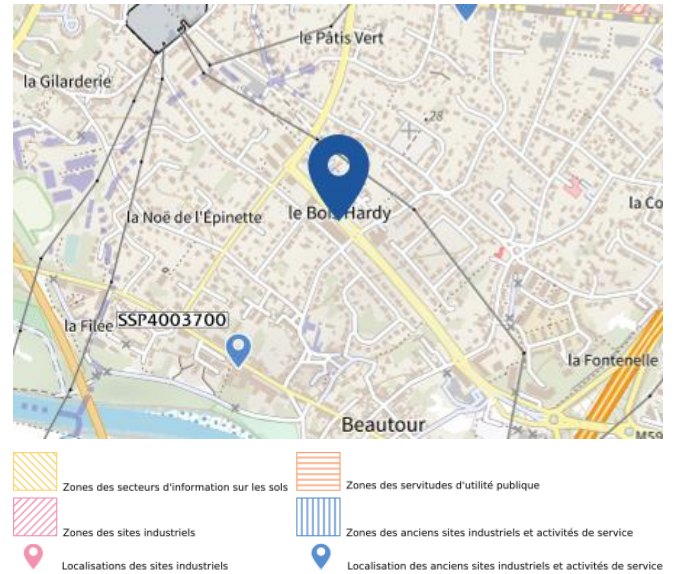 le Pâtis Vert
la Gilarderie
28
la Noë de l'Épinette
le Bois Hardy
la Co
la Filée
SSP4003700
la Fontenelle
Beautour
M59
Zones des secteurs d'information sur les sols
Zones des servitudes d'utilité publique
Zones des sites industriels
Zones des anciens sites industriels et activités de service
Localisations des sites industriels
Localisation des anciens sites industriels et activités de service